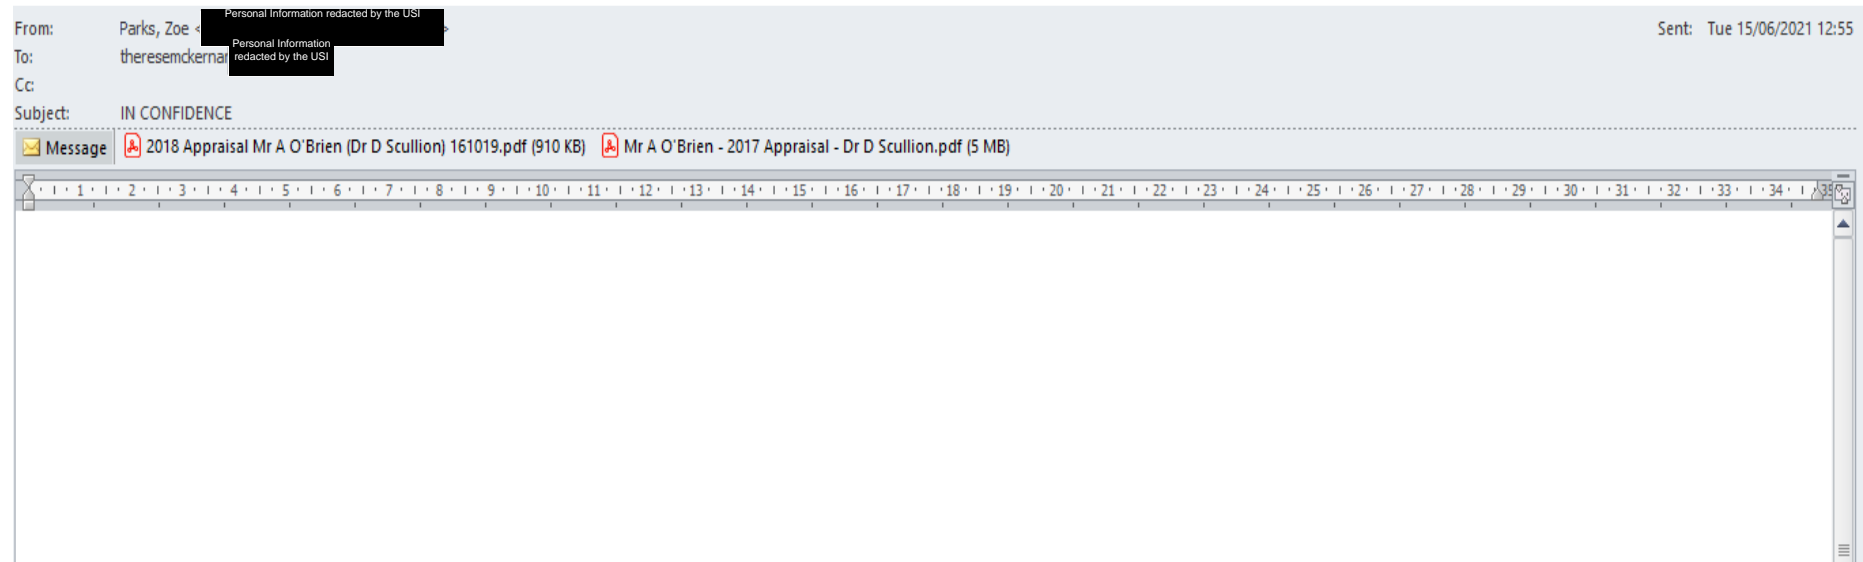 From: Parks, Zoe < Personal Information redacted by the USI > Sent: Tue 15/06/2021 12:55
To: theresemckernan Personal Information redacted by the USI
Cc:
Subject: IN CONFIDENCE
Message 2018 Appraisal Mr A O'Brien (Dr D Scullion) 161019.pdf (910 KB) Mr A O'Brien - 2017 Appraisal - Dr D Scullion.pdf (5 MB)
1 2 3 4 5 6 7 8 9 10 11 12 13 14 15 16 17 18 19 20 21 22 23 24 25 26 27 28 29 30 31 32 33 34 35